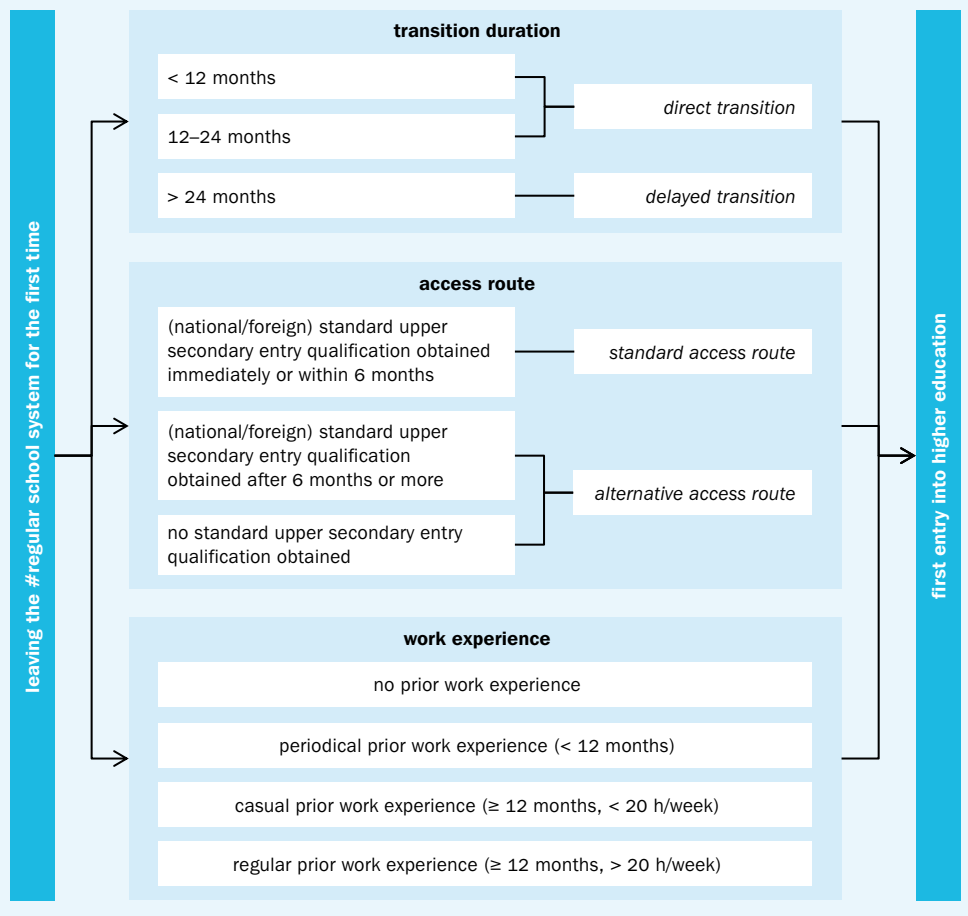 leaving the #regular school system for the first time
transition duration
< 12 months
12–24 months
direct transition
> 24 months
delayed transition
access route
(national/foreign) standard upper
secondary entry qualification obtained
immediately or within 6 months
standard access route
(national/foreign) standard upper
secondary entry qualification
obtained after 6 months or more
alternative access route
no standard upper secondary entry
qualification obtained
work experience
no prior work experience
periodical prior work experience (< 12 months)
casual prior work experience (≥ 12 months, < 20 h/week)
regular prior work experience (≥ 12 months, > 20 h/week)
first entry into higher education